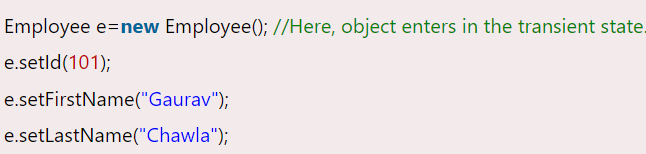 Employee e=new Employee(); //Here, object enters in the transient state.
e.setId(101);
e.setFirstName("Gaurav");
e.setLastName("Chawla");